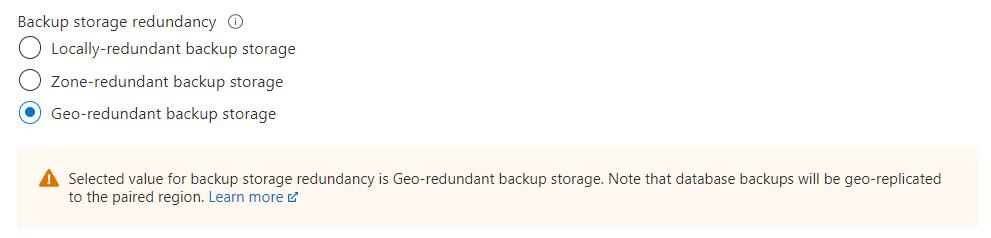 Backup storage redundancy
Locally-redundant backup storage
Zone-redundant backup storage
Geo-redundant backup storage
Selected value for backup storage redundancy is Geo-redundant backup storage. Note that database backups will be geo-replicated
to the paired region. Learn more